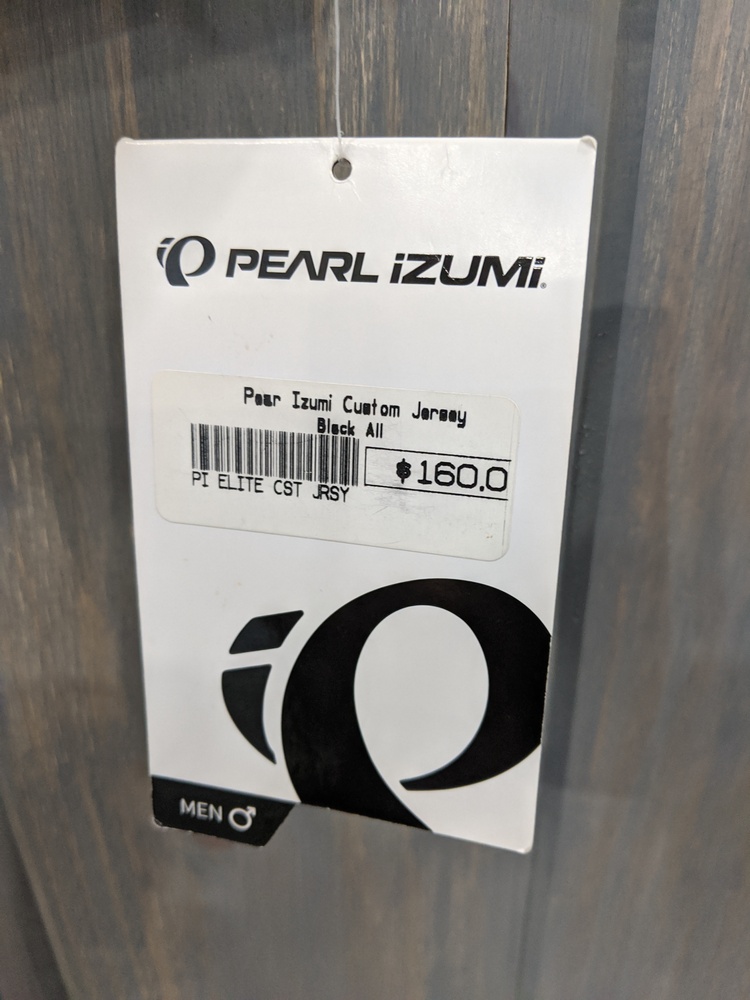 PEARL iZUMi®
Pear Izumi Custom Jersey
Black All
$160.0
PI ELITE CST JRSY
MEN